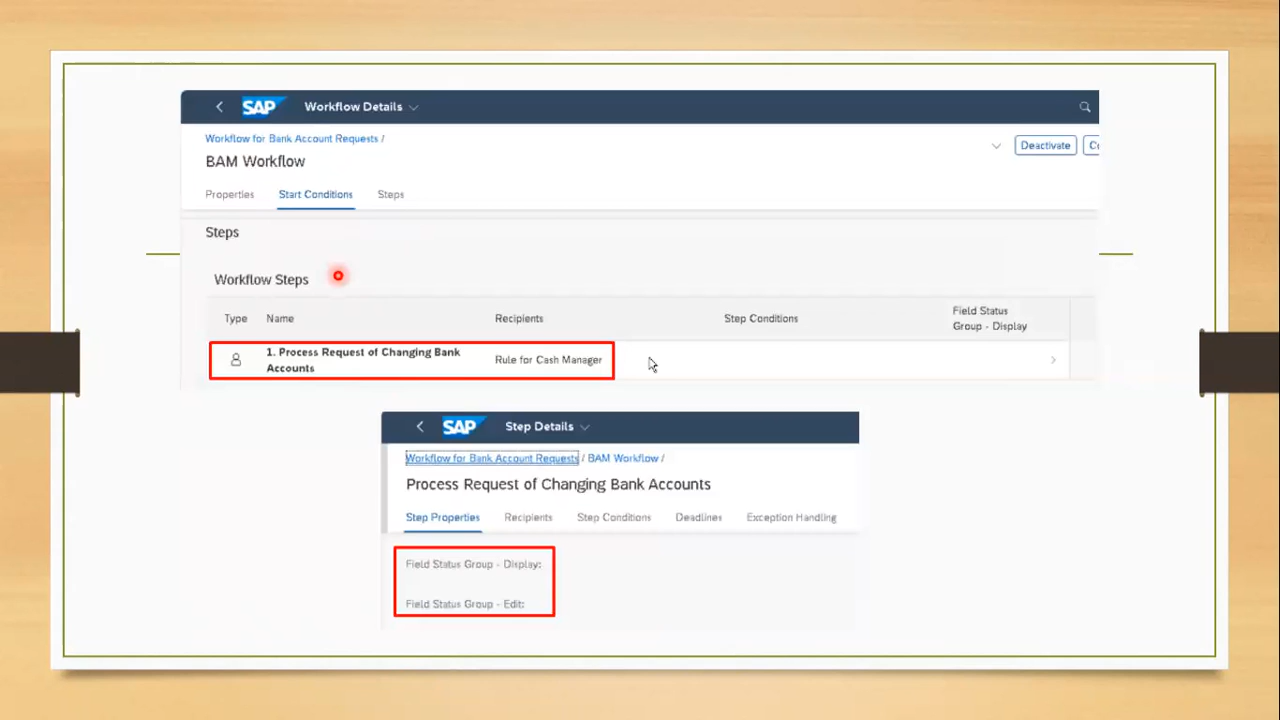 SAP Workflow Details
Workflow for Bank Account Requests /
BAM Workflow
Deactivate
Properties Start Conditions Steps
Steps
Workflow Steps
Type Name Recipients Step Conditions Field Status
Group - Display
1. Process Request of Changing Bank
Accounts
Rule for Cash Manager
SAP Step Details
Workflow for Bank Account Requests / BAM Workflow /
Process Request of Changing Bank Accounts
Step Properties Recipients Step Conditions Deadlines Exception Handling
Field Status Group - Display:
Field Status Group - Edit: